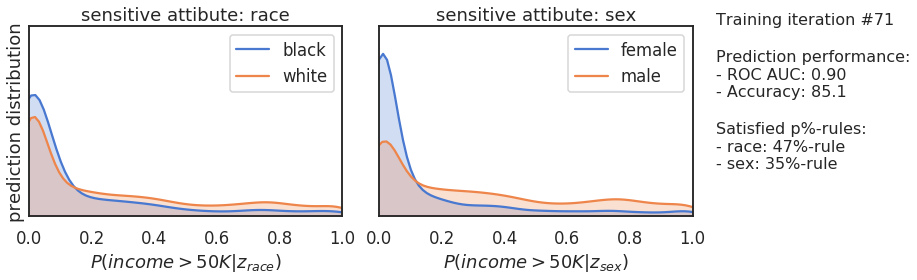 sensitive attibute: race
prediction distribution
black
white
0.0 0.2 0.4 0.6 0.8 1.0
P(income > 50K|z_race)
sensitive attibute: sex
female
male
0.0 0.2 0.4 0.6 0.8 1.0
P(income > 50K|z_sex)
Training iteration #71
Prediction performance:
- ROC AUC: 0.90
- Accuracy: 85.1
Satisfied p%-rules:
- race: 47%-rule
- sex: 35%-rule